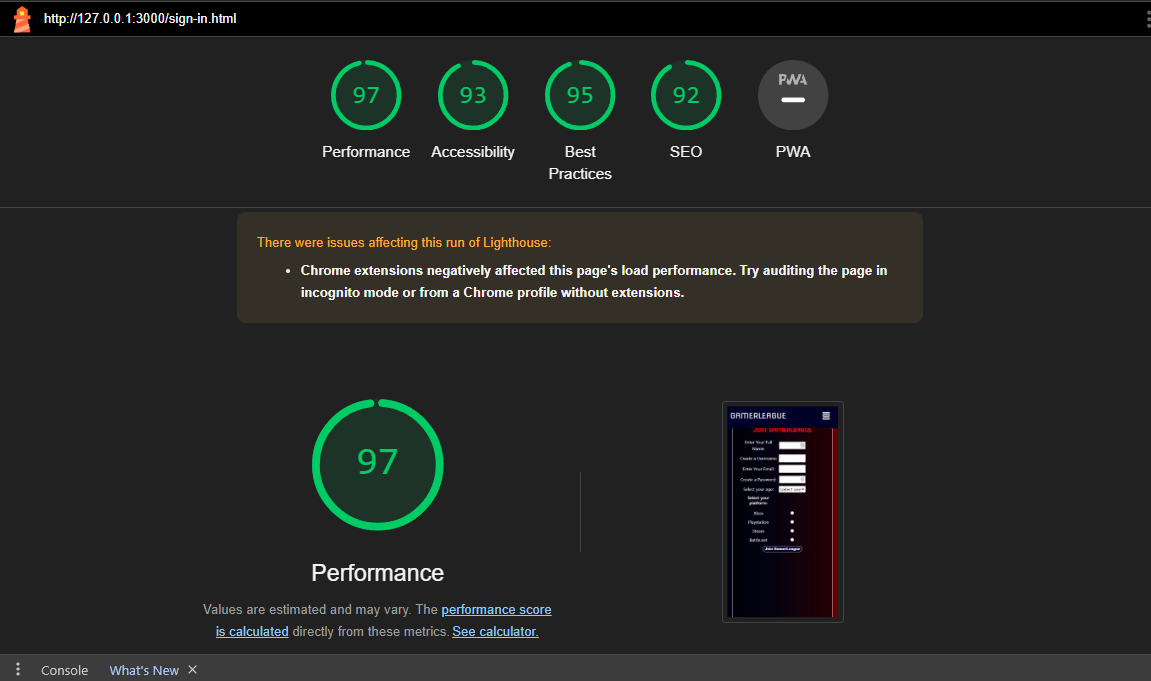 http://127.0.0.1:3000/sign-in.html
97
93
95
92
PWA
Performance
Accessibility
Best
Practices
SEO
PWA
There were issues affecting this run of Lighthouse:
• Chrome extensions negatively affected this page's load performance. Try auditing the page in
incognito mode or from a Chrome profile without extensions.
97
Performance
Values are estimated and may vary. The performance score
is calculated directly from these metrics. See calculator.
GAMERLEAGUE
JOIN GAMERLEAGUE
Enter Your Full
Name:
Create a Username:
Enter Your Email:
Create a Password:
Select your age:
Select your
platform:
Xbox
Playstation
Steam
Battle.net
Join GamerLeague
Console
What's New